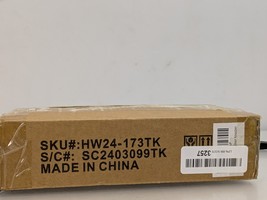 SKU#:HW24-173TK
S/C#: SC2403099TK
MADE IN CHINA
3257